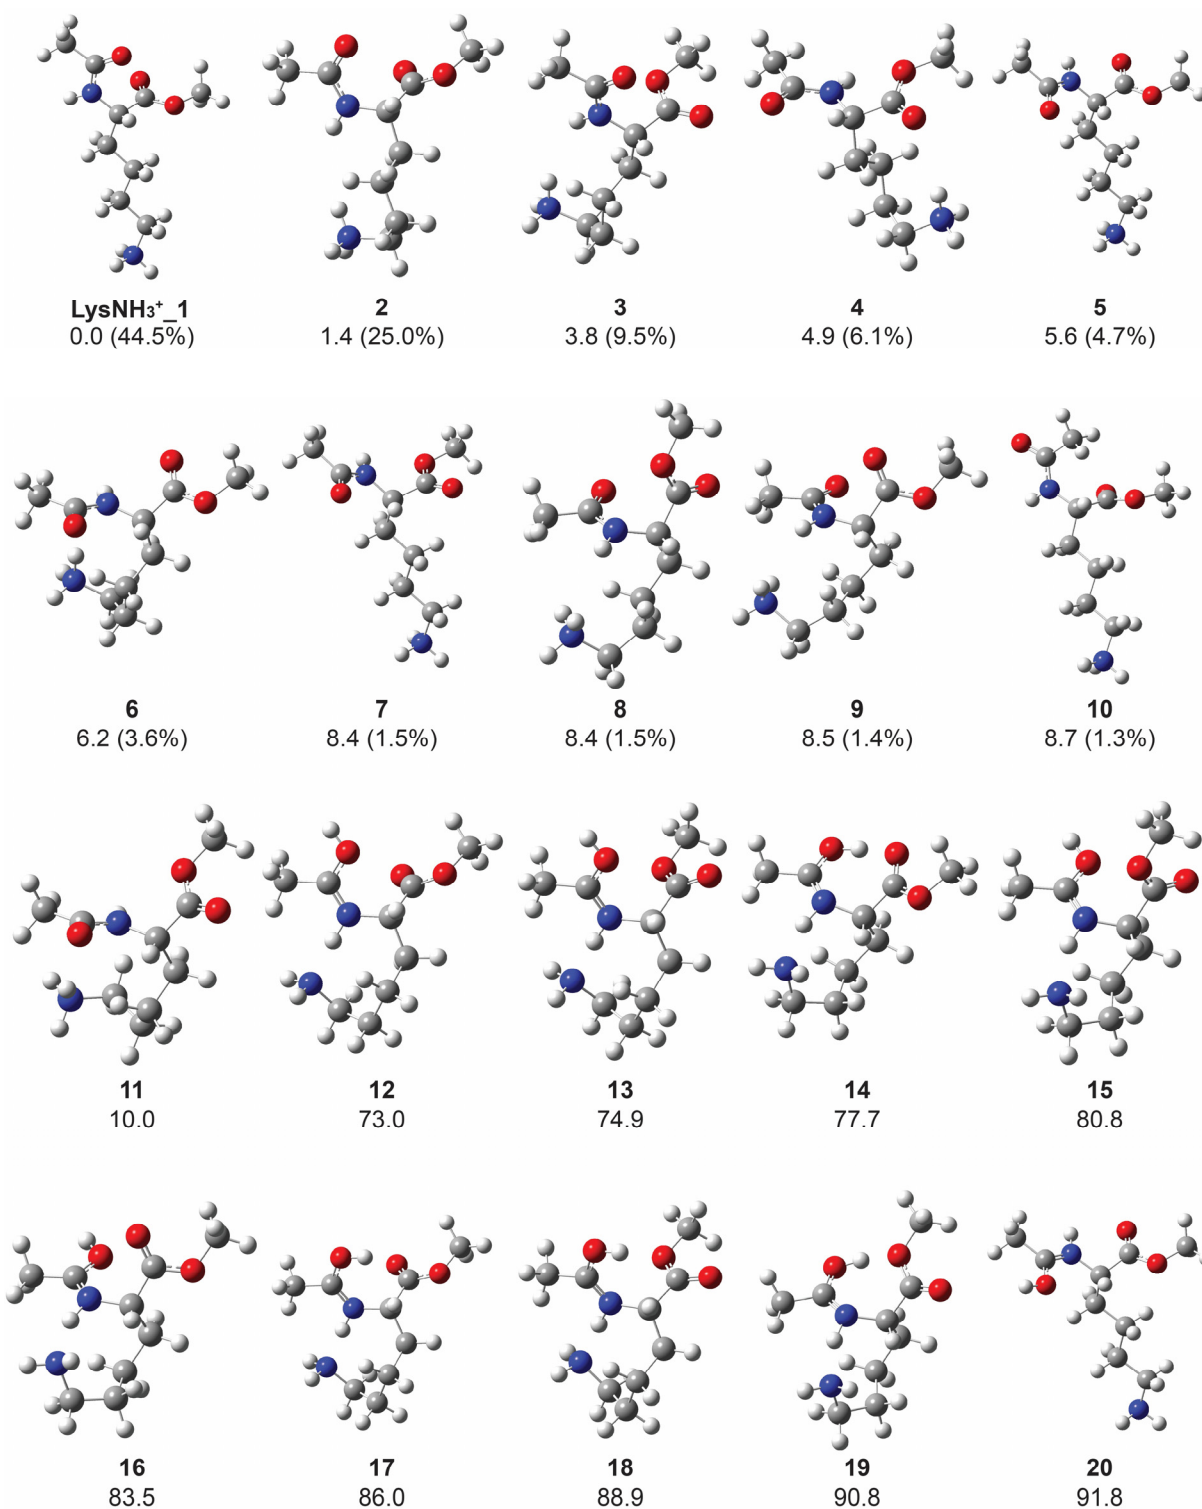 LysNH₃⁺_1 2 3 4 5
0.0 (44.5%) 1.4 (25.0%) 3.8 (9.5%) 4.9 (6.1%) 5.6 (4.7%)
6 7 8 9 10
6.2 (3.6%) 8.4 (1.5%) 8.4 (1.5%) 8.5 (1.4%) 8.7 (1.3%)
11 12 13 14 15
10.0 73.0 74.9 77.7 80.8
16 17 18 19 20
83.5 86.0 88.9 90.8 91.8